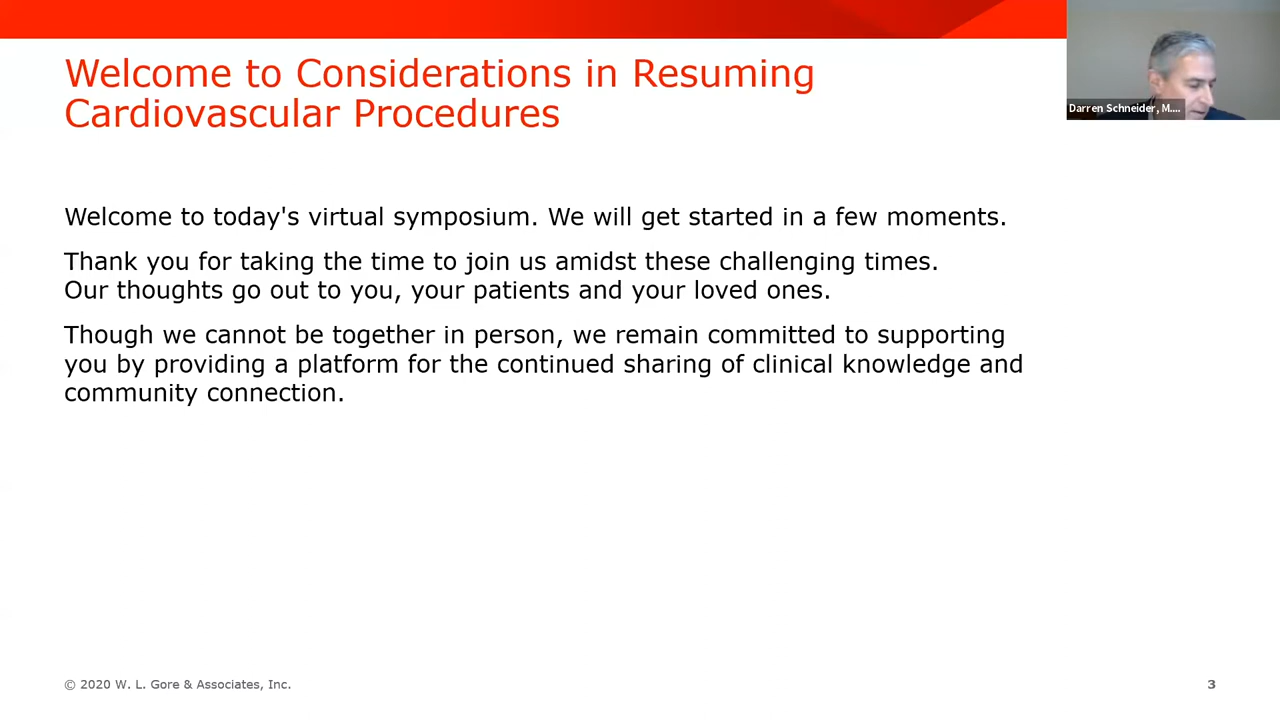 Welcome to Considerations in Resuming
Cardiovascular Procedures
Darren Schneider, M....
Welcome to today's virtual symposium. We will get started in a few moments.
Thank you for taking the time to join us amidst these challenging times.
Our thoughts go out to you, your patients and your loved ones.
Though we cannot be together in person, we remain committed to supporting
you by providing a platform for the continued sharing of clinical knowledge and
community connection.
© 2020 W. L. Gore & Associates, Inc.
3